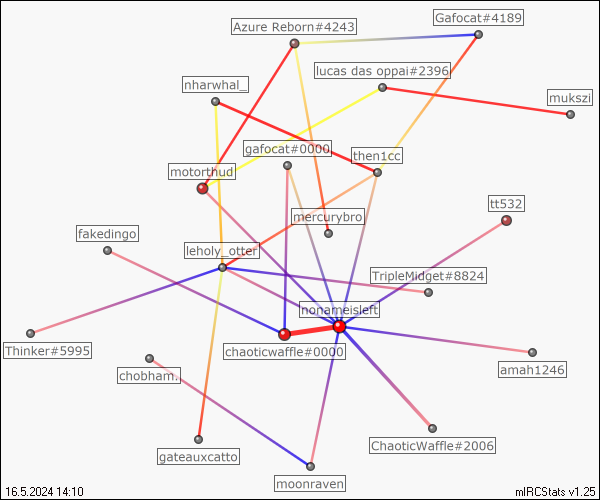 Gafocat#4189
Azure Reborn#4243
lucas das oppai#2396
nharwhal_
mukszi
gafocat#0000
then1cc
motorthud
tt532
mercurybro
fakedingo
leholy_otter
TripleMidget#8824
nonameisleft
Thinker#5995
chaoticwaffle#0000
amah1246
chobham.
ChaoticWaffle#2006
gateauxcatto
moonraven
16.5.2024 14:10
mIRCStats v1.25